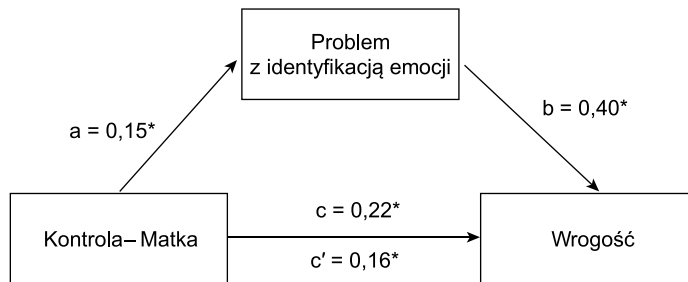 Problem
z identyfikacją emocji
a = 0,15*
b = 0,40*
Kontrola– Matka
c = 0,22*
c′ = 0,16*
Wrogość